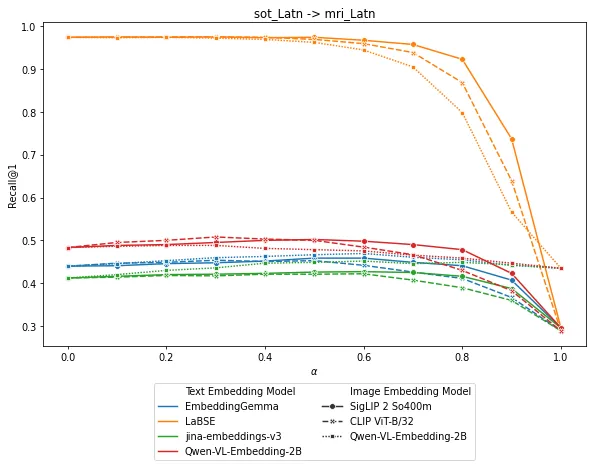 sot_Latn -> mri_Latn
1.0
0.9
0.8
0.7
0.6
0.5
0.4
0.3
Recall@1
0.0 0.2 0.4 0.6 0.8 1.0
α
Text Embedding Model Image Embedding Model
EmbeddingGemma SigLIP 2 So400m
LaBSE CLIP ViT-B/32
jina-embeddings-v3 Qwen-VL-Embedding-2B
Qwen-VL-Embedding-2B